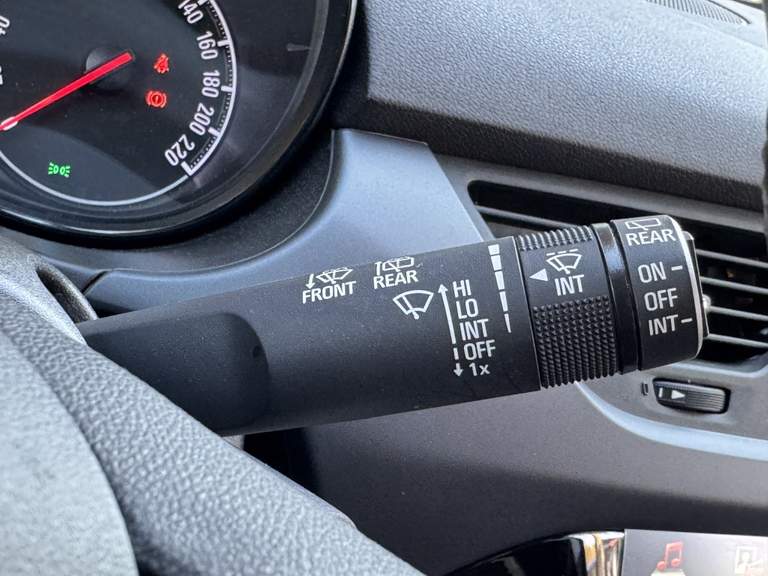 140
160
180
200
220
FRONT
REAR
HI
LO
INT
OFF
1x
INT
REAR
ON
OFF
INT